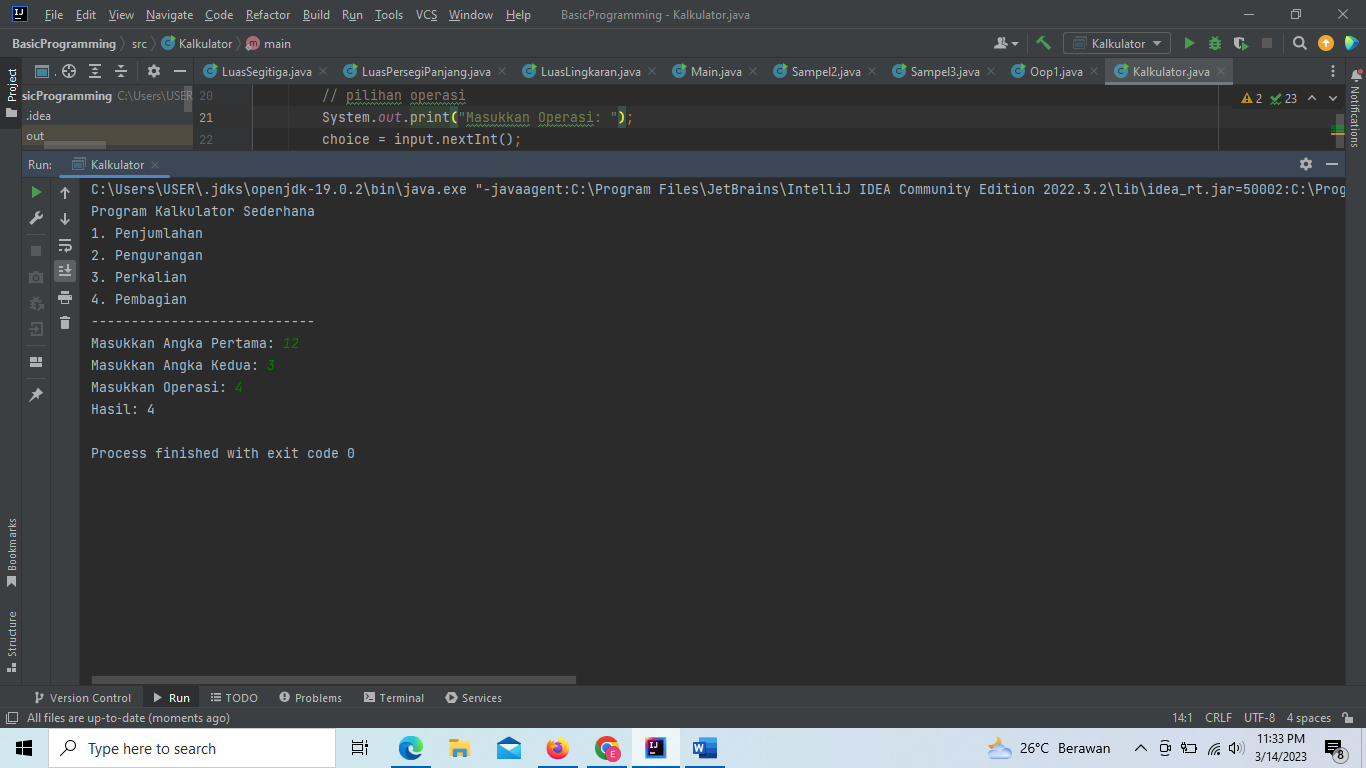 File Edit View Navigate Code Refactor Build Run Tools VCS Window Help BasicProgramming - Kalkulator.java
BasicProgramming src Kalkulator main Kalkulator
Project LuasSegitiga.java LuasPersegiPanjang.java LuasLingkaran.java Main.java Sampel2.java Sampel3.java Oop1.java Kalkulator.java Notifications
sicProgramming C:\Users\USER 20 // pilihan operasi 2 23
.idea 21 System.out.print("Masukkan Operasi: ");
out 22 choice = input.nextInt();
Run: Kalkulator
C:\Users\USER\.jdks\openjdk-19.0.2\bin\java.exe "-javaagent:C:\Program Files\JetBrains\IntelliJ IDEA Community Edition 2022.3.2\lib\idea_rt.jar=50002:C:\Prog
Program Kalkulator Sederhana
1. Penjumlahan
2. Pengurangan
3. Perkalian
4. Pembagian
----------------------------
Masukkan Angka Pertama: 12
Masukkan Angka Kedua: 3
Masukkan Operasi: 4
Hasil: 4
Process finished with exit code 0
Bookmarks
Structure
Version Control Run TODO Problems Terminal Services
All files are up-to-date (moments ago) 14:1 CRLF UTF-8 4 spaces
Type here to search 26°C Berawan 11:33 PM
3/14/2023 8